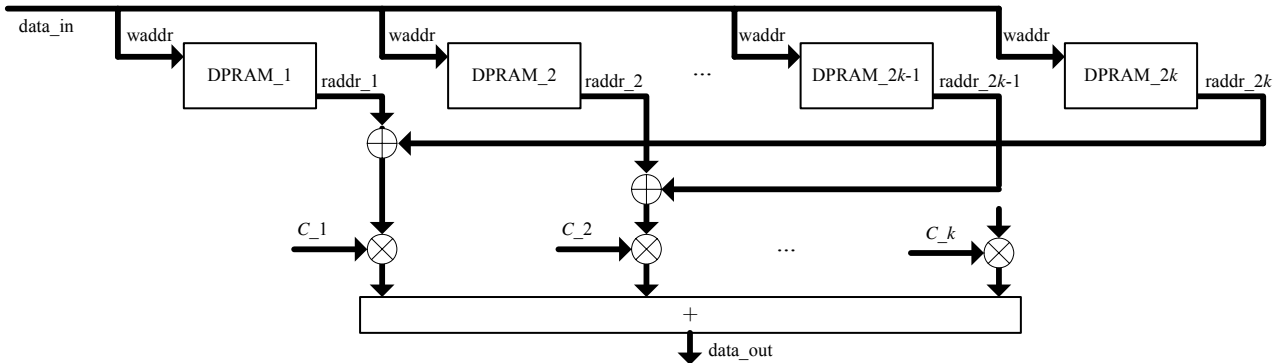 data_in
waddr
waddr
waddr
waddr
DPRAM_1
DPRAM_2
...
DPRAM_2k-1
DPRAM_2k
raddr_1
raddr_2
raddr_2k-1
raddr_2k
C_1
C_2
...
C_k
+
data_out